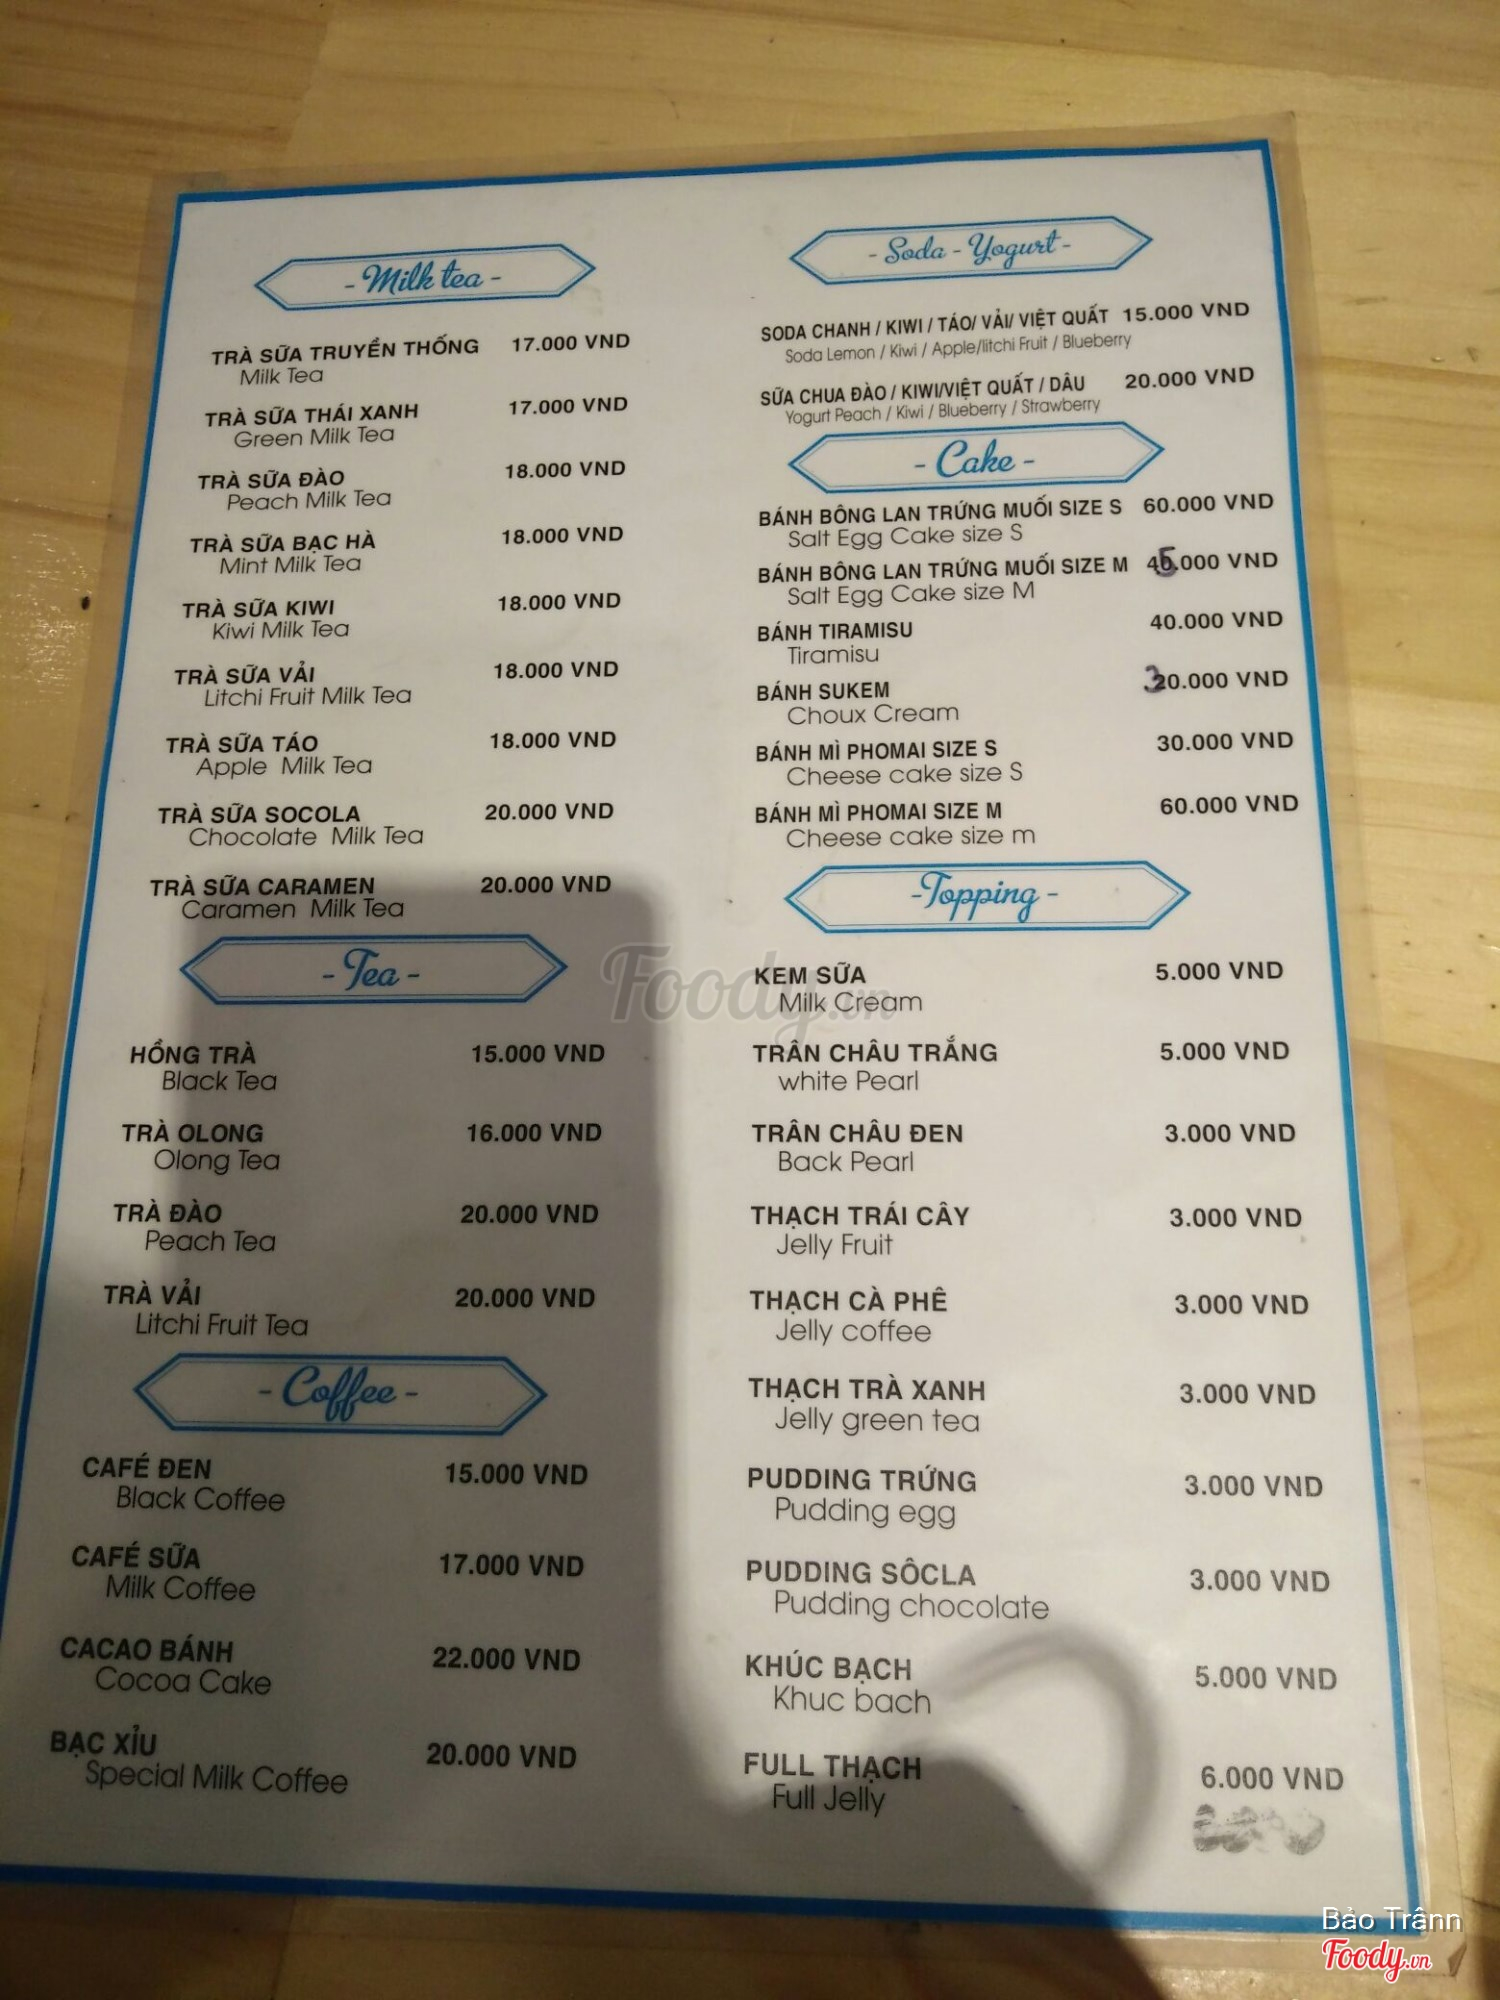 - Milk tea -
TRÀ SỮA TRUYỀN THỐNG 17.000 VND
Milk Tea
TRÀ SỮA THÁI XANH 17.000 VND
Green Milk Tea
TRÀ SỮA ĐÀO 18.000 VND
Peach Milk Tea
TRÀ SỮA BẠC HÀ 18.000 VND
Mint Milk Tea
TRÀ SỮA KIWI 18.000 VND
Kiwi Milk Tea
TRÀ SỮA VẢI 18.000 VND
Litchi Fruit Milk Tea
TRÀ SỮA TÁO 18.000 VND
Apple Milk Tea
TRÀ SỮA SOCOLA 20.000 VND
Chocolate Milk Tea
TRÀ SỮA CARAMEN 20.000 VND
Caramen Milk Tea
- Tea -
HỒNG TRÀ 15.000 VND
Black Tea
TRÀ OLONG 16.000 VND
Olong Tea
TRÀ ĐÀO 20.000 VND
Peach Tea
TRÀ VẢI 20.000 VND
Litchi Fruit Tea
- Coffee -
CAFÉ ĐEN 15.000 VND
Black Coffee
CAFÉ SỮA 17.000 VND
Milk Coffee
CACAO BÁNH 22.000 VND
Cocoa Cake
BẠC XỈU 20.000 VND
Special Milk Coffee
- Soda - Yogurt -
SODA CHANH / KIWI / TÁO/ VẢI/ VIỆT QUẤT 15.000 VND
Soda Lemon / Kiwi / Apple/litchi Fruit / Blueberry
SỮA CHUA ĐÀO / KIWI/VIỆT QUẤT / DÂU 20.000 VND
Yogurt Peach / Kiwi / Blueberry / Strawberry
- Cake -
BÁNH BÔNG LAN TRỨNG MUỐI SIZE S 60.000 VND
Salt Egg Cake size S
BÁNH BÔNG LAN TRỨNG MUỐI SIZE M 45.000 VND
Salt Egg Cake size M
BÁNH TIRAMISU 40.000 VND
Tiramisu
BÁNH SUKEM 30.000 VND
Choux Cream
BÁNH MÌ PHOMAI SIZE S 30.000 VND
Cheese cake size S
BÁNH MÌ PHOMAI SIZE M 60.000 VND
Cheese cake size m
- Topping -
KEM SỮA 5.000 VND
Milk Cream
TRÂN CHÂU TRẮNG 5.000 VND
white Pearl
TRÂN CHÂU ĐEN 3.000 VND
Back Pearl
THẠCH TRÁI CÂY 3.000 VND
Jelly Fruit
THẠCH CÀ PHÊ 3.000 VND
Jelly coffee
THẠCH TRÀ XANH 3.000 VND
Jelly green tea
PUDDING TRỨNG 3.000 VND
Pudding egg
PUDDING SÔCLA 3.000 VND
Pudding chocolate
KHÚC BẠCH 5.000 VND
Khuc bach
FULL THẠCH 6.000 VND
Full Jelly
Foody.vn
Bảo Trânn
Foody.vn